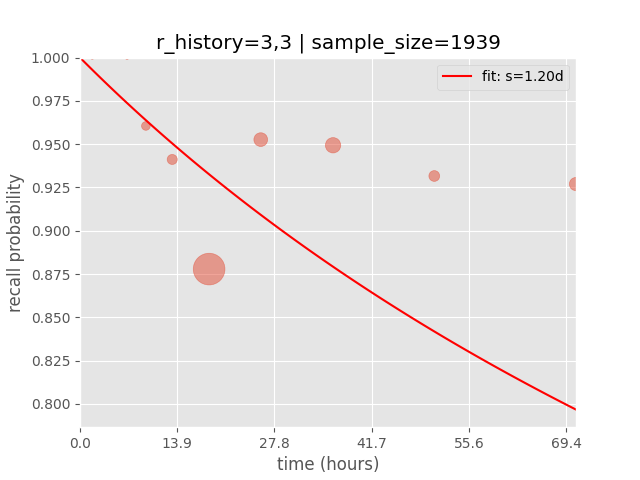 r_history=3,3 | sample_size=1939
fit: s=1.20d
recall probability
1.000
0.975
0.950
0.925
0.900
0.875
0.850
0.825
0.800
0.0 13.9 27.8 41.7 55.6 69.4
time (hours)